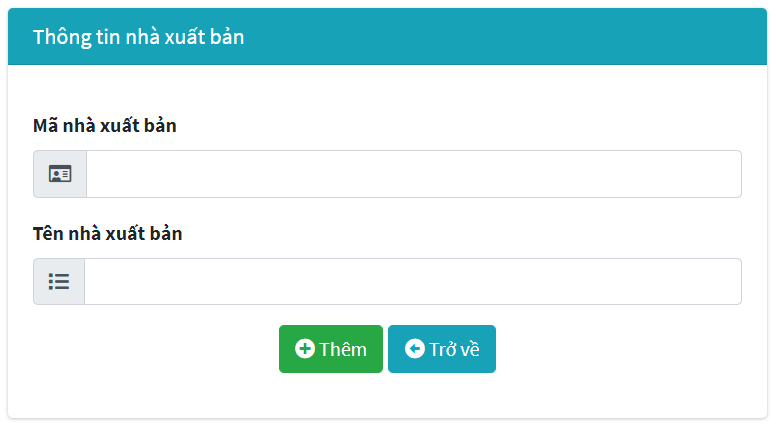 Thông tin nhà xuất bản
Mã nhà xuất bản
Tên nhà xuất bản
Thêm Trở về